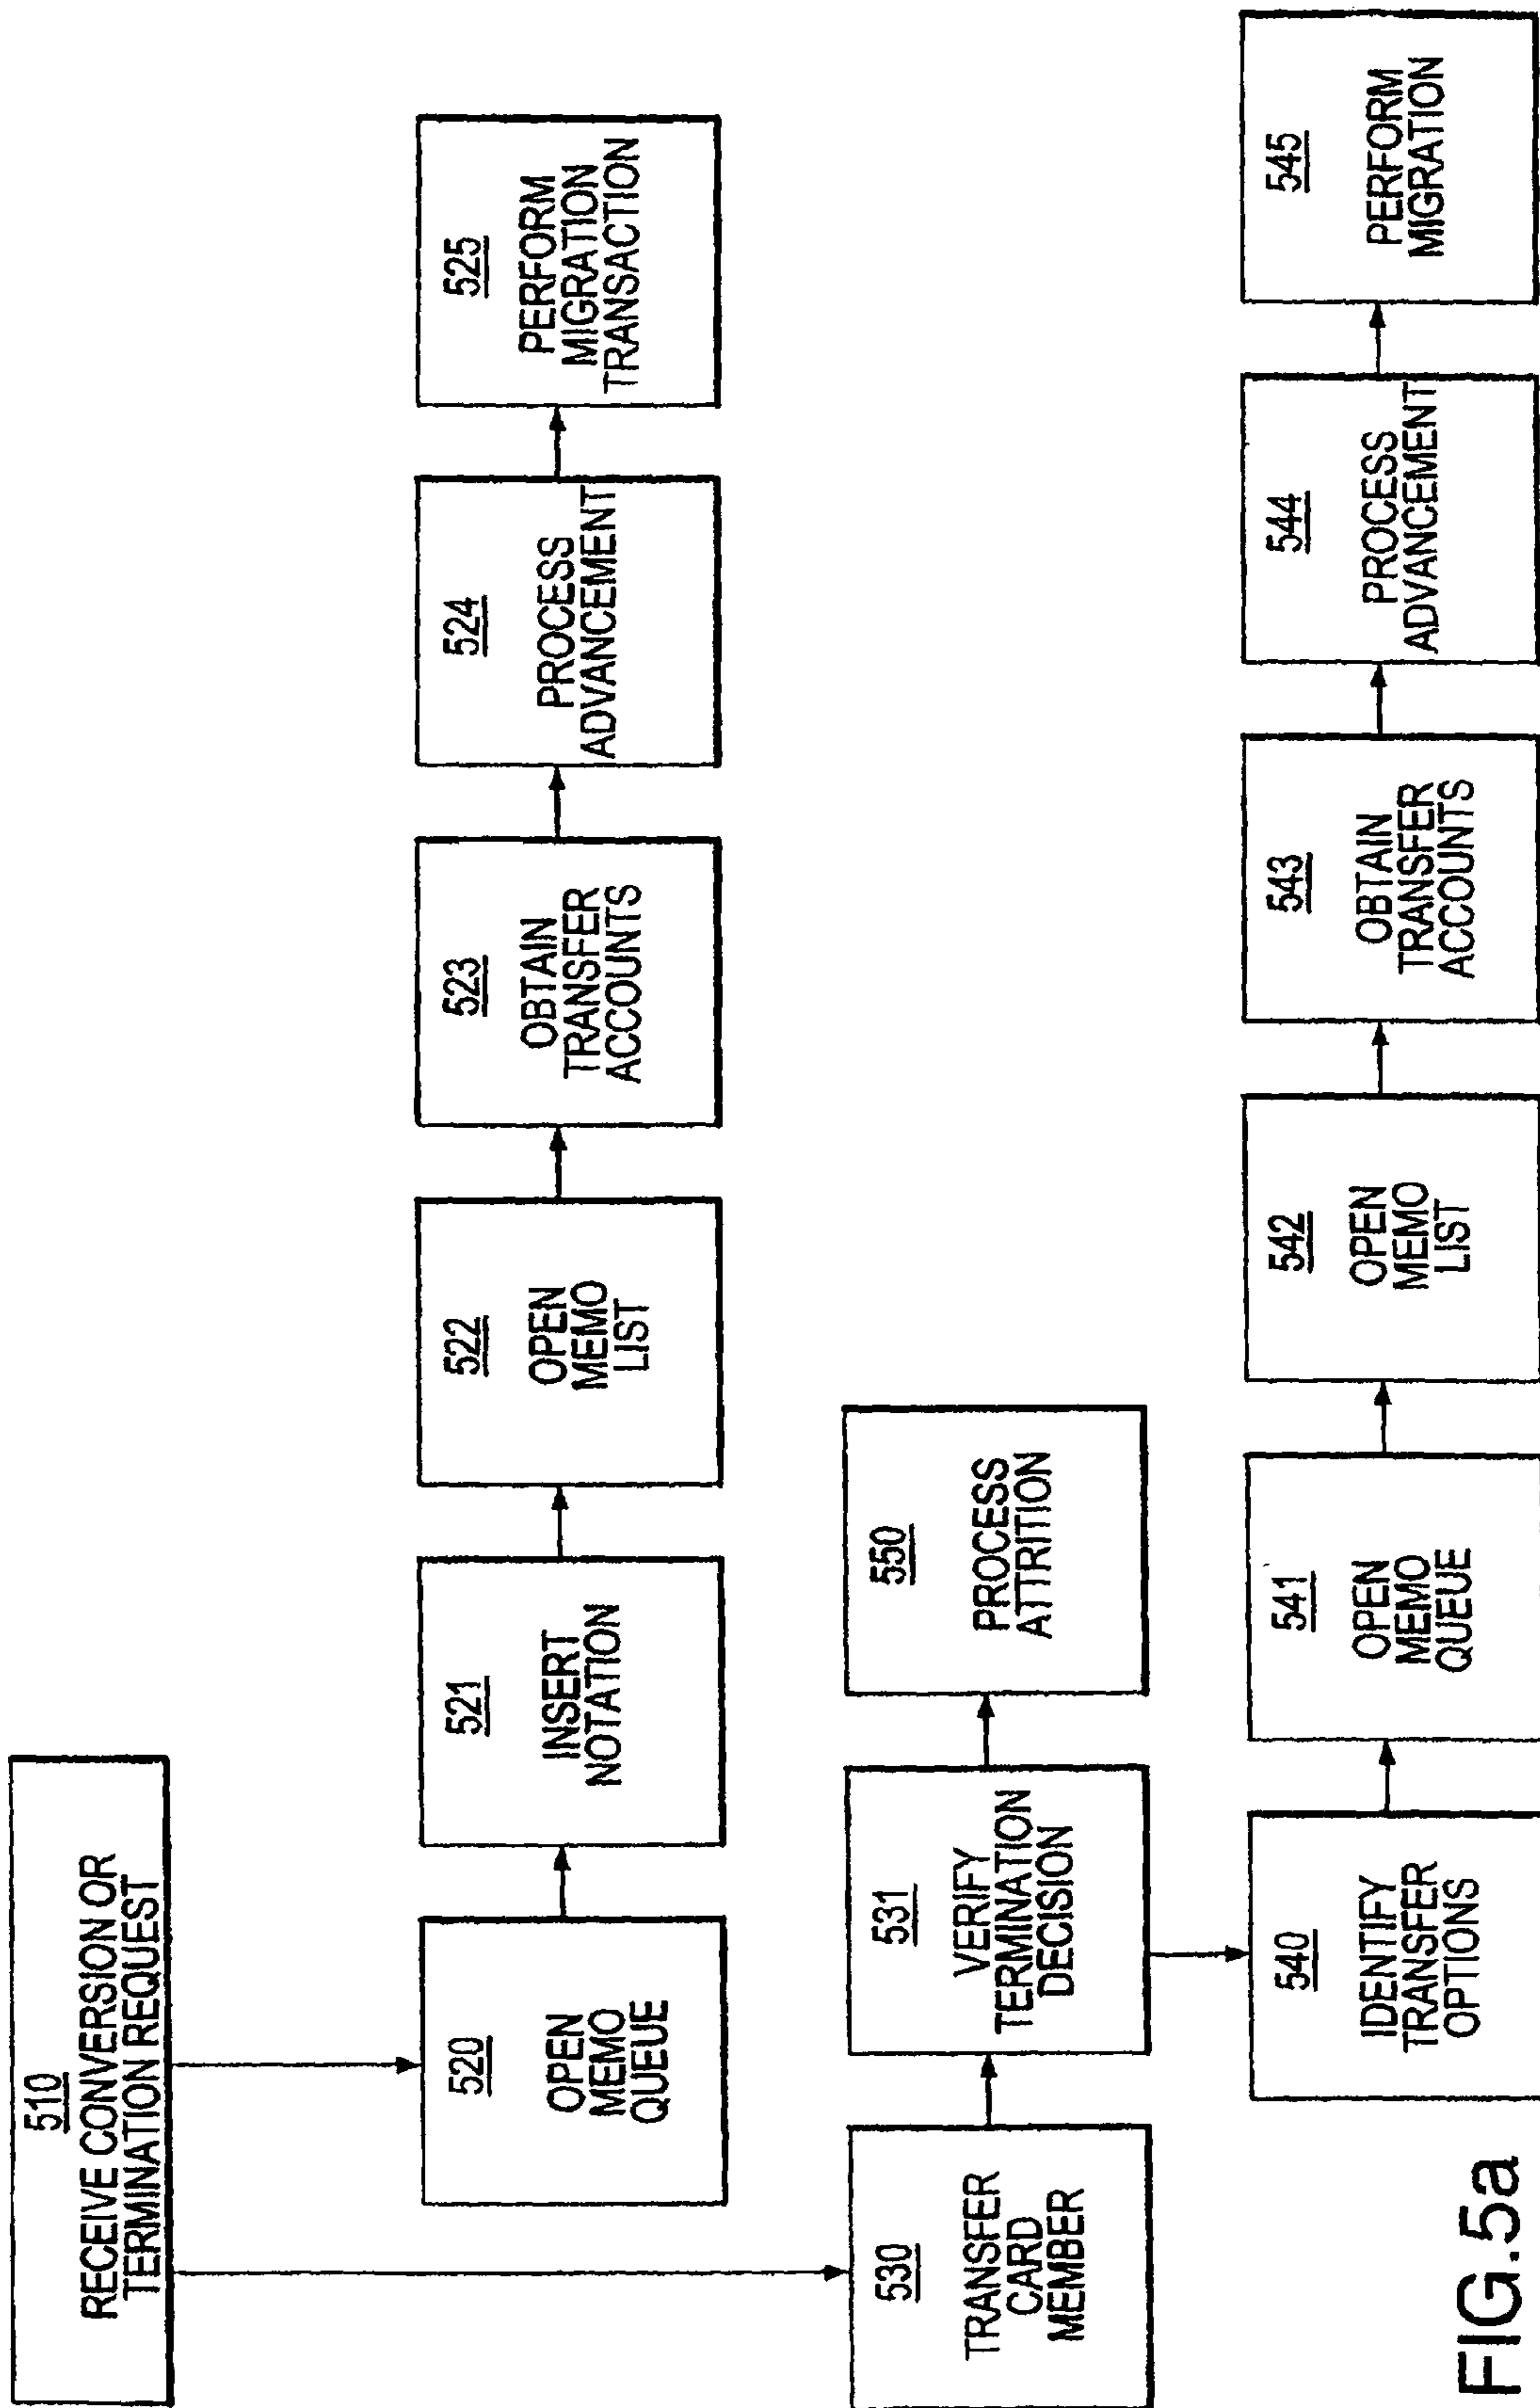 510
RECEIVE CONVERSION OR
TERMINATION REQUEST
520
OPEN
MEMO
QUEUE
521
INSERT
NOTATION
522
OPEN
MEMO
LIST
523
OBTAIN
TRANSFER
ACCOUNTS
524
PROCESS
ADVANCEMENT
525
PERFORM
MIGRATION
TRANSACTION
530
TRANSFER
CARD
MEMBER
531
VERIFY
TERMINATION
DECISION
550
PROCESS
ATTRITION
540
IDENTIFY
TRANSFER
OPTIONS
541
OPEN
MEMO
QUEUE
542
OPEN
MEMO
LIST
543
OBTAIN
TRANSFER
ACCOUNTS
544
PROCESS
ADVANCEMENT
545
PERFORM
MIGRATION
FIG.5a